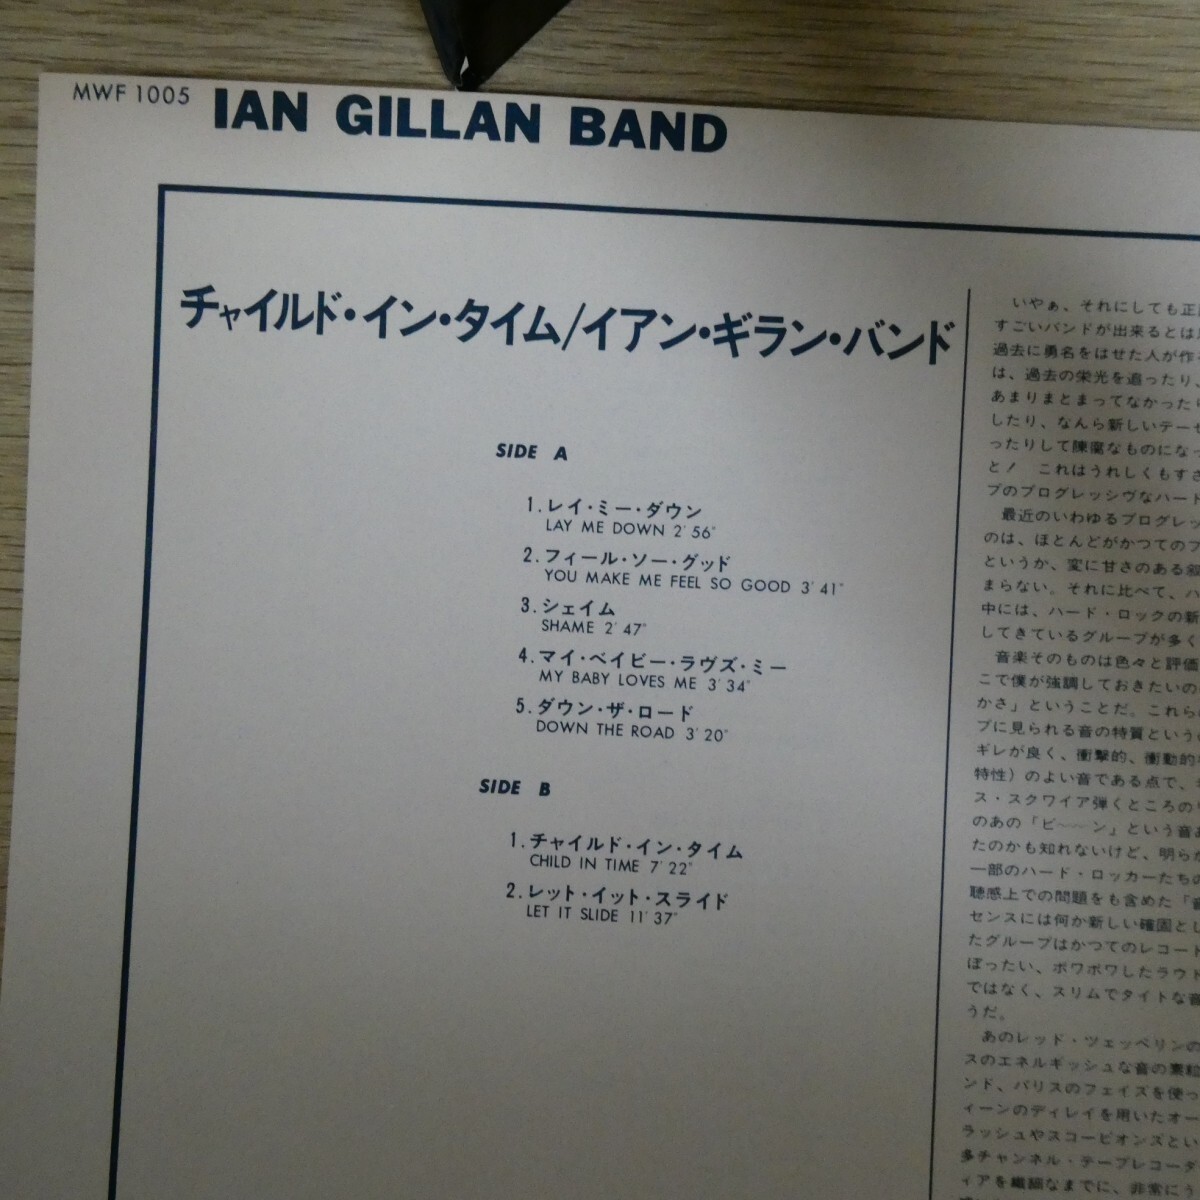 MWF 1005
IAN GILLAN BAND
チャイルド・イン・タイム/イアン・ギラン・バンド
SIDE A
1.レイ・ミー・ダウン
LAY ME DOWN 2' 56"
2.フィール・ソー・グッド
YOU MAKE ME FEEL SO GOOD 3' 41"
3.シェイム
SHAME 2' 47"
4.マイ・ベイビー・ラヴズ・ミー
MY BABY LOVES ME 3' 34"
5.ダウン・ザ・ロード
DOWN THE ROAD 3' 20"
SIDE B
1.チャイルド・イン・タイム
CHILD IN TIME 7' 22"
2.レット・イット・スライド
LET IT SLIDE 11' 37"
いやぁ、それにしても正
すごいバンドが出来るとは
過去に勇名をはせた人が作
は、過去の栄光を追ったり、
あまりまとまってなかった
したり、なんら新しいテー
ったりして陳腐なものになっ
と! これはうれしくもすさ
プのプログレッシヴなハード
最近のいわゆるプログレッ
のは、ほとんどがかつてのフ
というか、変に甘さのある叙
まらない。それに比べて、ハ
中には、ハード・ロックの新
してきているグループが多く
音楽そのものは色々と評価
こで僕が強調しておきたいの
かさ」ということだ。これら
プに見られる音の特質という
ギレが良く、衝撃的、衝動的
特性）のよい音である点で、
ス・スクワイア弾くところの
のあの「ビ〜〜ン」という音
たのかも知れないけど、明らか
一部のハード・ロッカーたちの
聴感上での問題をも含めた「音
センスには何か新しい確固とし
たグループはかつてのレコード
ぼったい、ボワボワしたラウド
ではなく、スリムでタイトな音
うだ。
あのレッド・ツェッペリンの
スのエネルギッシュな音の素粒
ンド、パリスのフェイズを使っ
ィーンのディレイを用いたオー
ラッシュやスコーピオンズとい
多チャンネル・テープレコーダ
ィアを繊細なまでに、非常にう